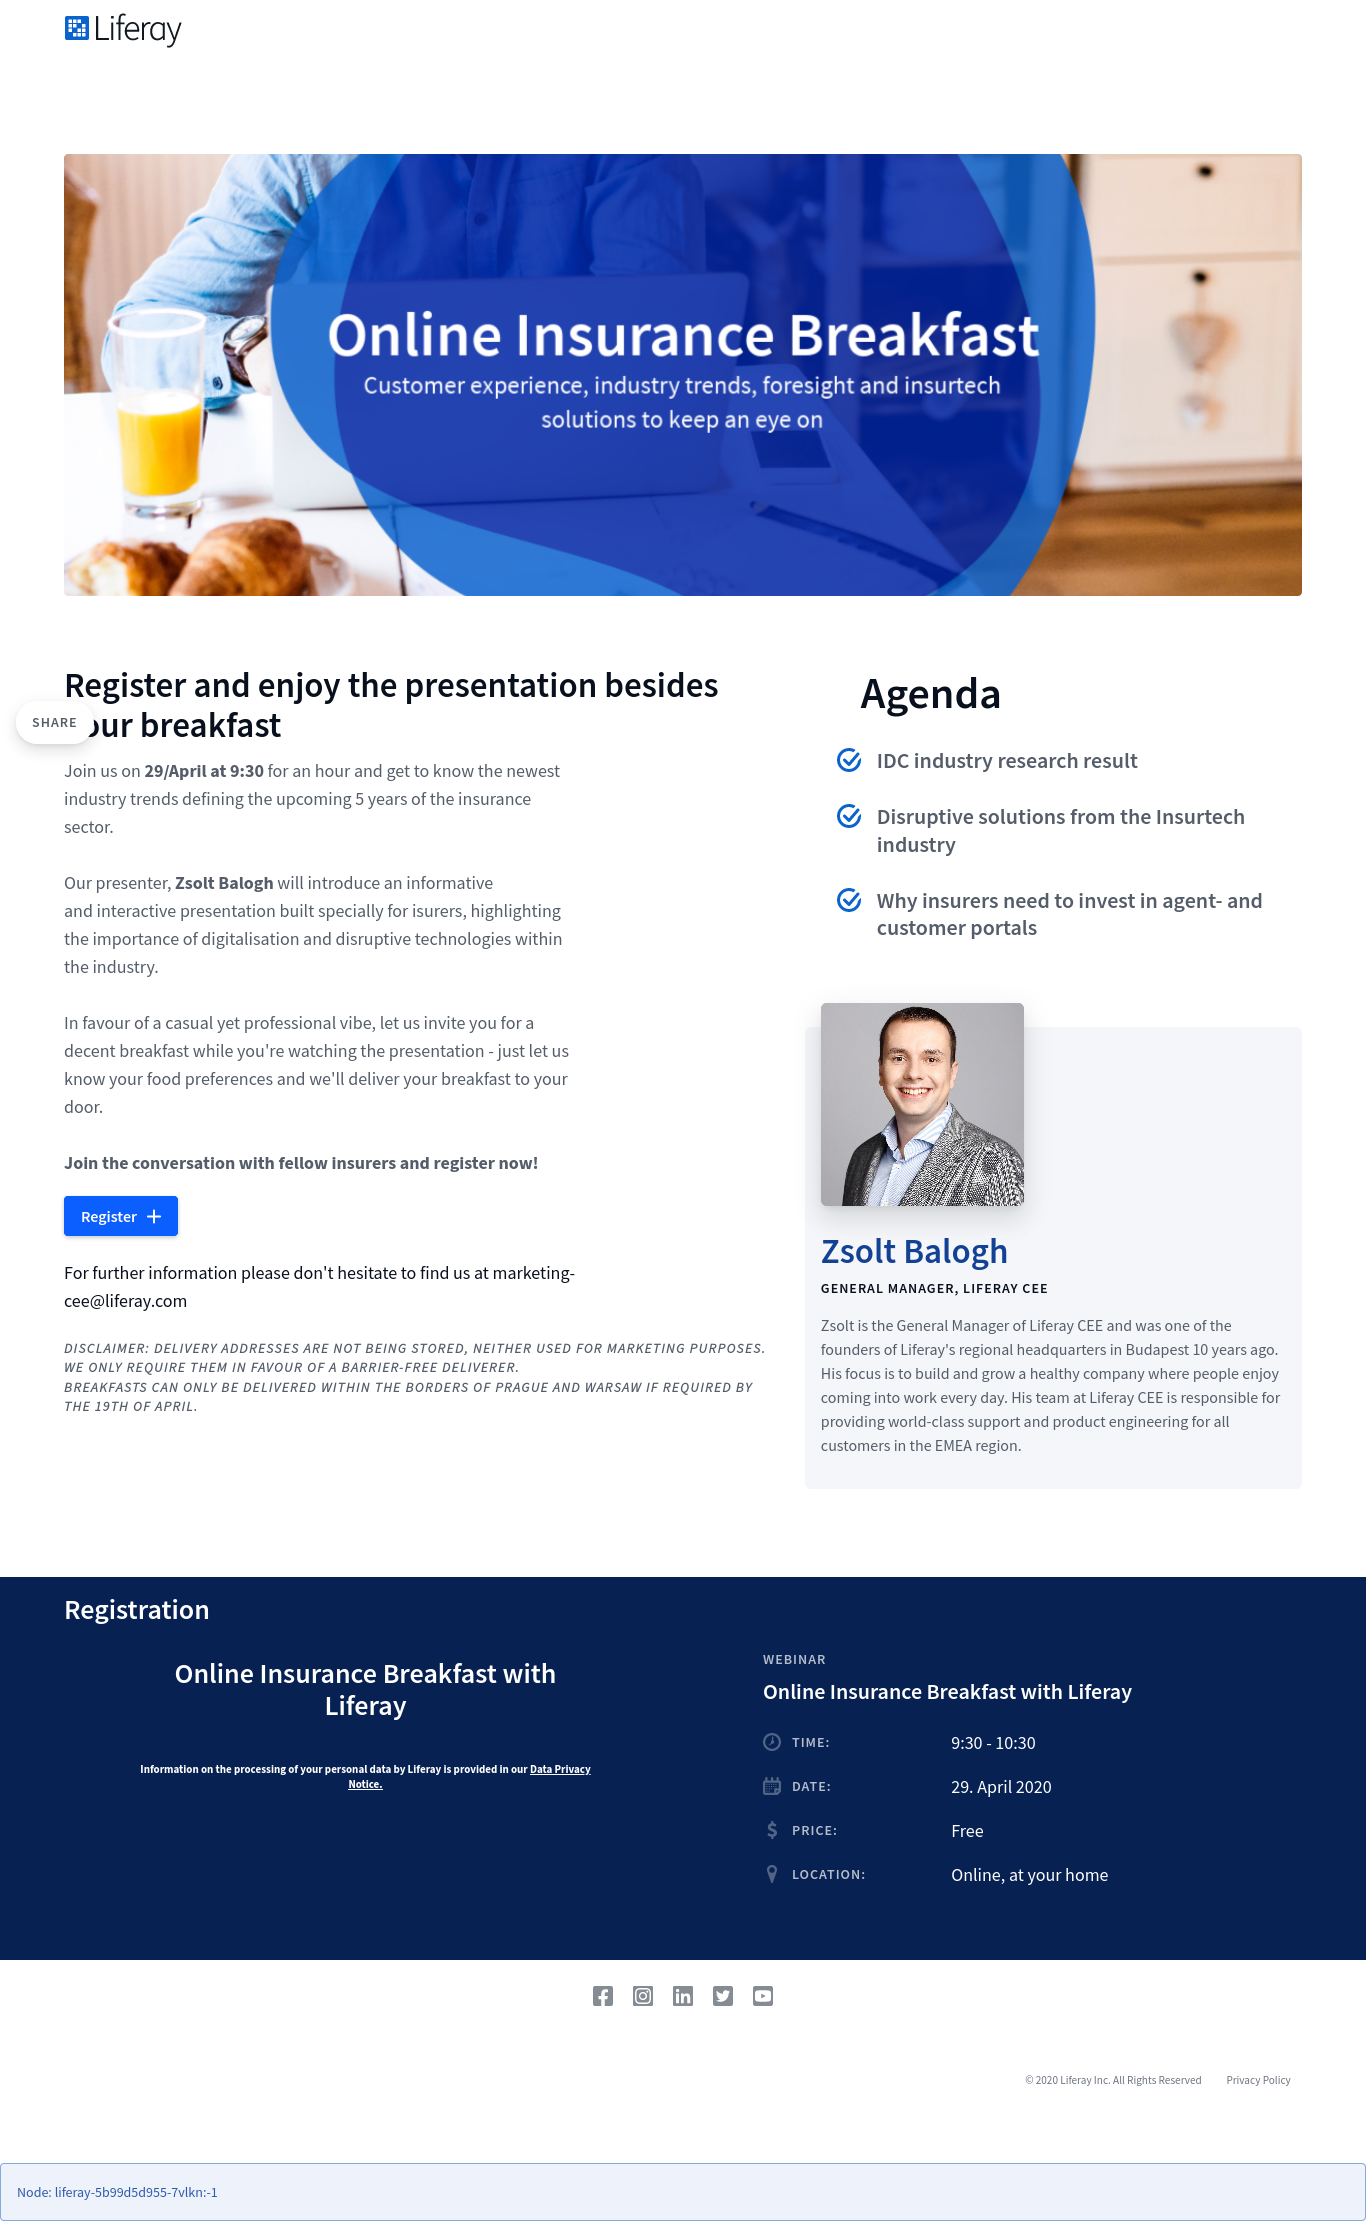 Liferay
Online Insurance Breakfast
Customer experience, industry trends, foresight and insurtech
solutions to keep an eye on
Register and enjoy the presentation besides
our breakfast
SHARE
Join us on 29/April at 9:30 for an hour and get to know the newest
industry trends defining the upcoming 5 years of the insurance
sector.
Our presenter, Zsolt Balogh will introduce an informative
and interactive presentation built specially for isurers, highlighting
the importance of digitalisation and disruptive technologies within
the industry.
In favour of a casual yet professional vibe, let us invite you for a
decent breakfast while you're watching the presentation - just let us
know your food preferences and we'll deliver your breakfast to your
door.
Join the conversation with fellow insurers and register now!
Register
For further information please don't hesitate to find us at marketing-
cee@liferay.com
DISCLAIMER: DELIVERY ADDRESSES ARE NOT BEING STORED, NEITHER USED FOR MARKETING PURPOSES.
WE ONLY REQUIRE THEM IN FAVOUR OF A BARRIER-FREE DELIVERER.
BREAKFASTS CAN ONLY BE DELIVERED WITHIN THE BORDERS OF PRAGUE AND WARSAW IF REQUIRED BY
THE 19TH OF APRIL.
Agenda
IDC industry research result
Disruptive solutions from the Insurtech
industry
Why insurers need to invest in agent- and
customer portals
Zsolt Balogh
GENERAL MANAGER, LIFERAY CEE
Zsolt is the General Manager of Liferay CEE and was one of the
founders of Liferay's regional headquarters in Budapest 10 years ago.
His focus is to build and grow a healthy company where people enjoy
coming into work every day. His team at Liferay CEE is responsible for
providing world-class support and product engineering for all
customers in the EMEA region.
Registration
Online Insurance Breakfast with
Liferay
Information on the processing of your personal data by Liferay is provided in our Data Privacy
Notice.
WEBINAR
Online Insurance Breakfast with Liferay
TIME: 9:30 - 10:30
DATE: 29. April 2020
PRICE: Free
LOCATION: Online, at your home
© 2020 Liferay Inc. All Rights Reserved Privacy Policy
Node: liferay-5b99d5d955-7vlkn:-1